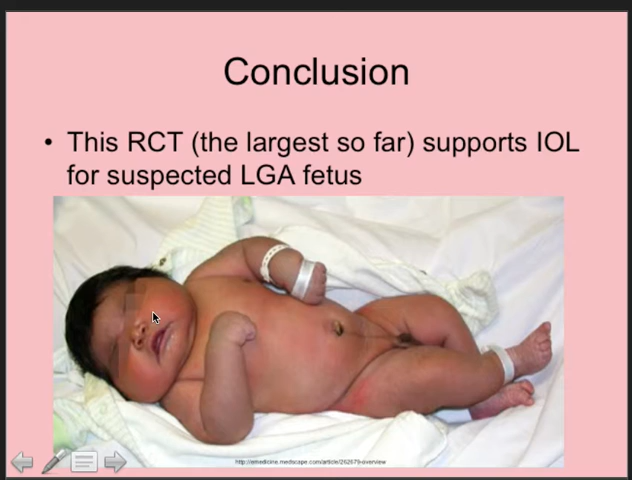 Conclusion
• This RCT (the largest so far) supports IOL
for suspected LGA fetus
http://emedicine.medscape.com/article/262679-overview